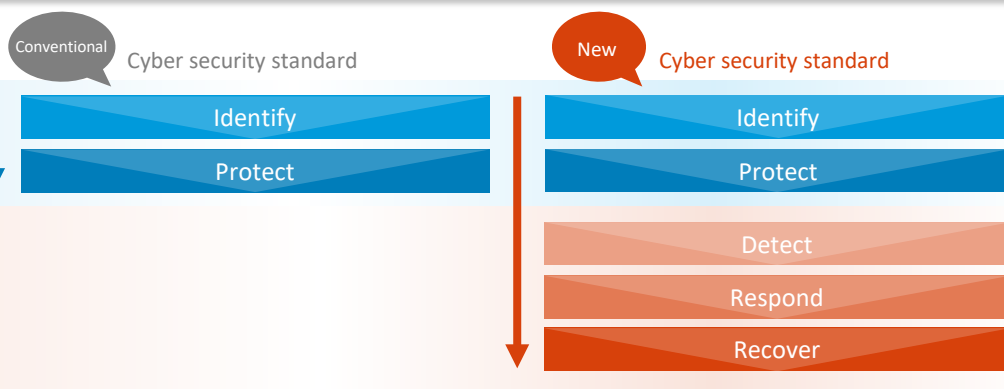 Conventional
Cyber security standard
Identify
Protect
New
Cyber security standard
Identify
Protect
Detect
Respond
Recover